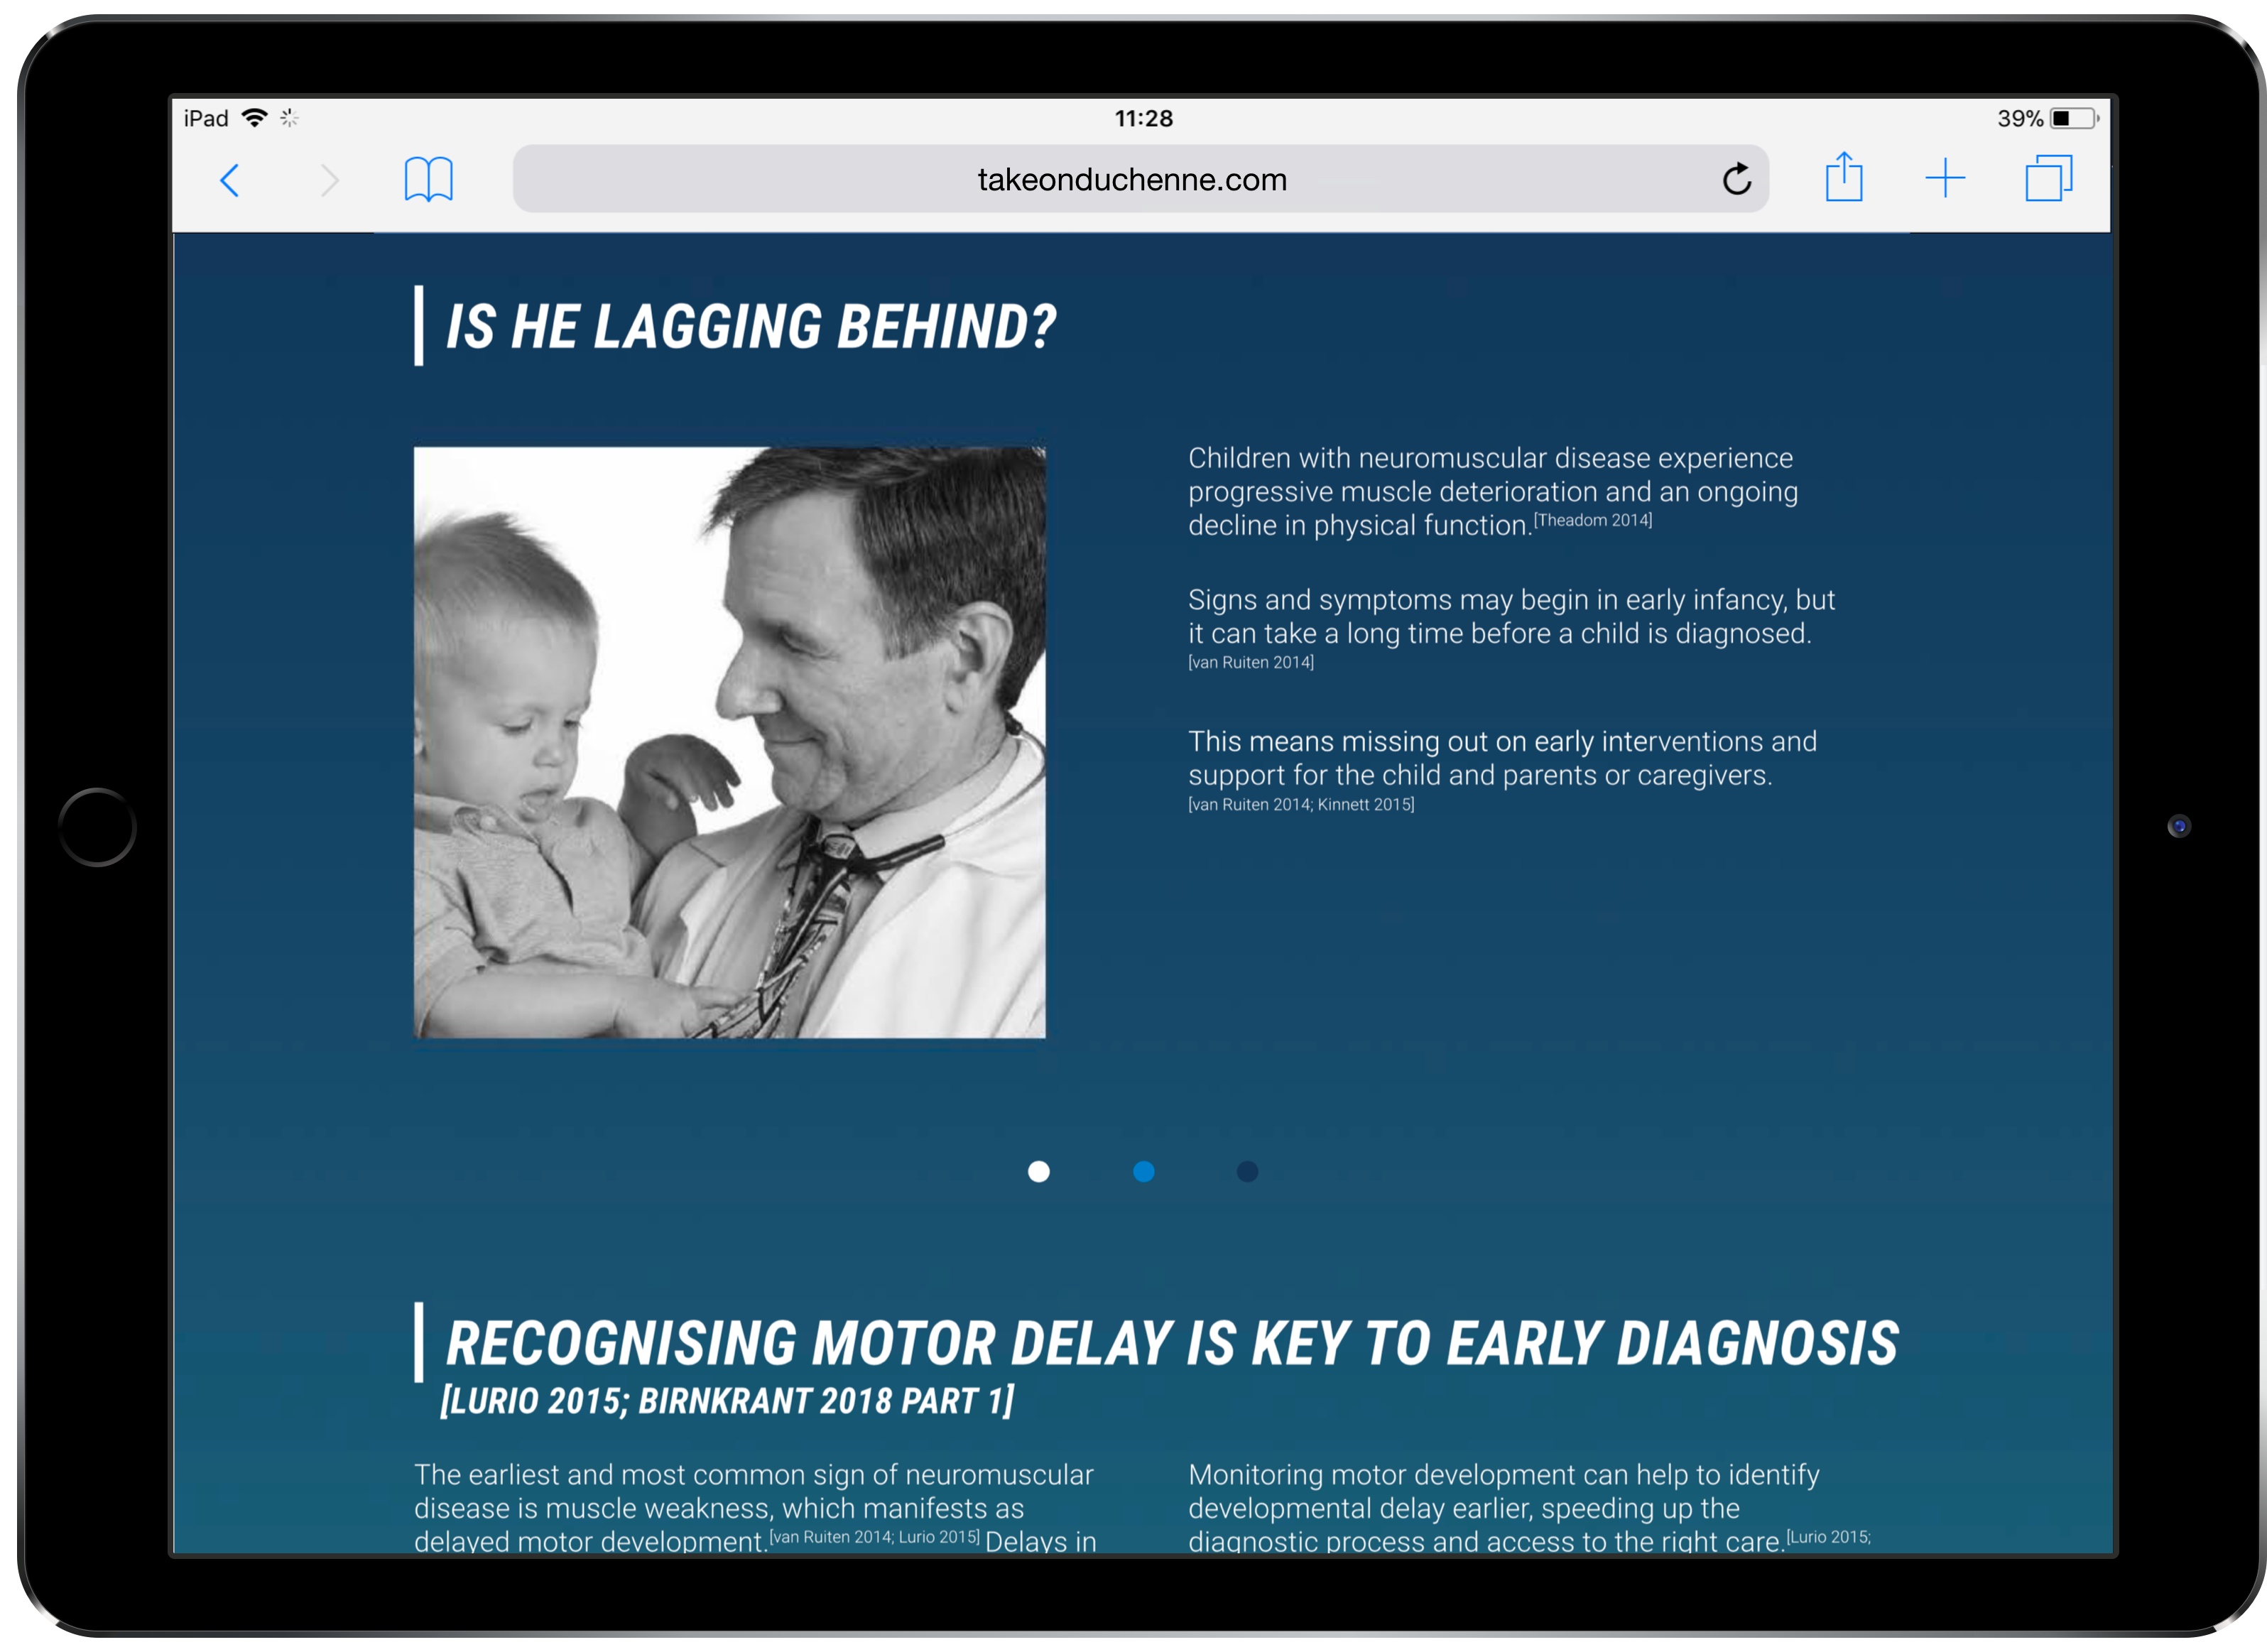 iPad
11:28
39%
takeonduchenne.com
IS HE LAGGING BEHIND?
Children with neuromuscular disease experience
progressive muscle deterioration and an ongoing
decline in physical function.[Theadom 2014]
Signs and symptoms may begin in early infancy, but
it can take a long time before a child is diagnosed.
[van Ruiten 2014]
This means missing out on early interventions and
support for the child and parents or caregivers.
[van Ruiten 2014; Kinnett 2015]
RECOGNISING MOTOR DELAY IS KEY TO EARLY DIAGNOSIS
[LURIO 2015; BIRNKRANT 2018 PART 1]
The earliest and most common sign of neuromuscular
disease is muscle weakness, which manifests as
delayed motor development.[van Ruiten 2014; Lurio 2015] Delays in
Monitoring motor development can help to identify
developmental delay earlier, speeding up the
diagnostic process and access to the right care.[Lurio 2015;